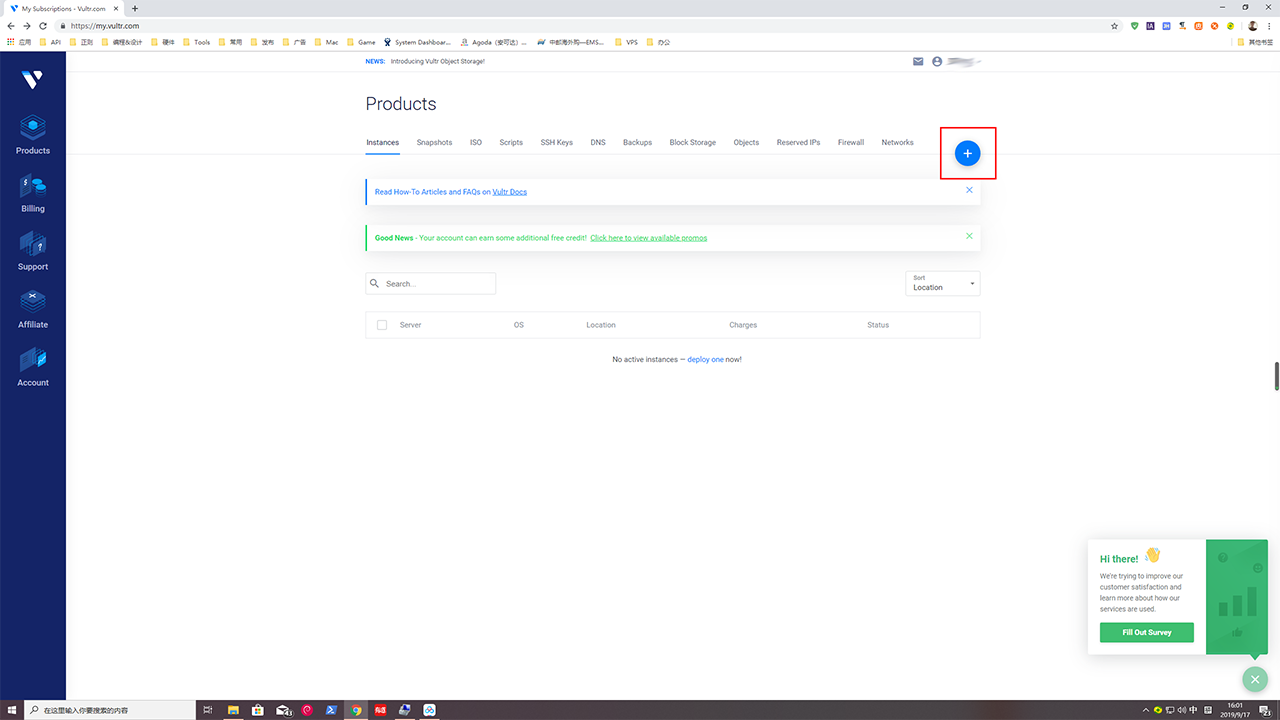 My Subscriptions - Vultr.com
https://my.vultr.com
应用 API 正则 编程&设计 硬件 Tools 常用 发布 广告 Mac Game System Dashboar... Agoda（安可达）... 中邮海外购—EMS... VPS 办公 其他书签
NEWS: Introducing Vultr Object Storage!
Products
Instances Snapshots ISO Scripts SSH Keys DNS Backups Block Storage Objects Reserved IPs Firewall Networks
Products
Read How-To Articles and FAQs on Vultr Docs
Billing
Good News - Your account can earn some additional free credit! Click here to view available promos
Support
Search...
Sort
Location
Affiliate
Server OS Location Charges Status
No active instances — deploy one now!
Account
Hi there!
We're trying to improve our
customer satisfaction and
learn more about how our
services are used.
Fill Out Survey
在这里输入你要搜索的内容
中
16:01
2019/9/17